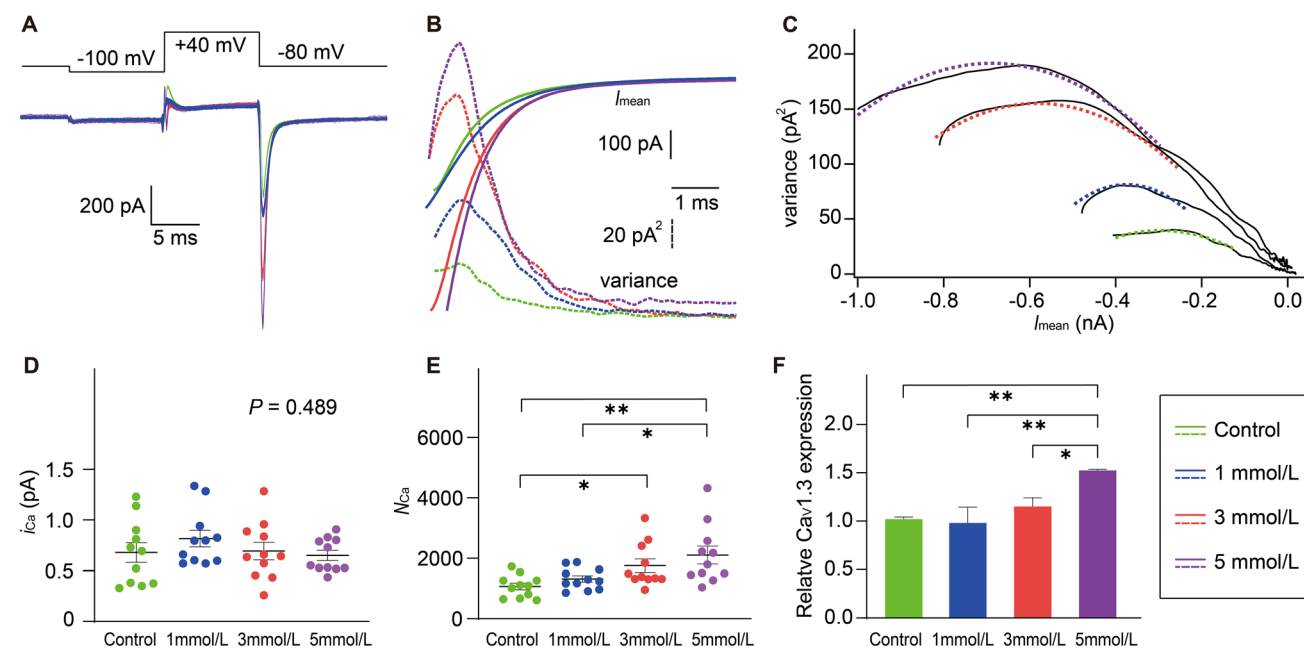 A
-100 mV
+40 mV
-80 mV
200 pA
5 ms
B
Imean
100 pA
1 ms
20 pA2
variance
C
variance (pA2)
200
150
100
50
0
-1.0
-0.8
-0.6
-0.4
-0.2
0.0
Imean (nA)
D
P = 0.489
iCa (pA)
1.5
1.0
0.5
0
Control
1mmol/L
3mmol/L
5mmol/L
E
**
*
*
NCa
6000
4000
2000
0
Control
1mmol/L
3mmol/L
5mmol/L
F
**
**
*
Relative Cav1.3 expression
2.0
1.5
1.0
0.5
0.0
Control
1mmol/L
3mmol/L
5mmol/L
Control
1 mmol/L
3 mmol/L
5 mmol/L